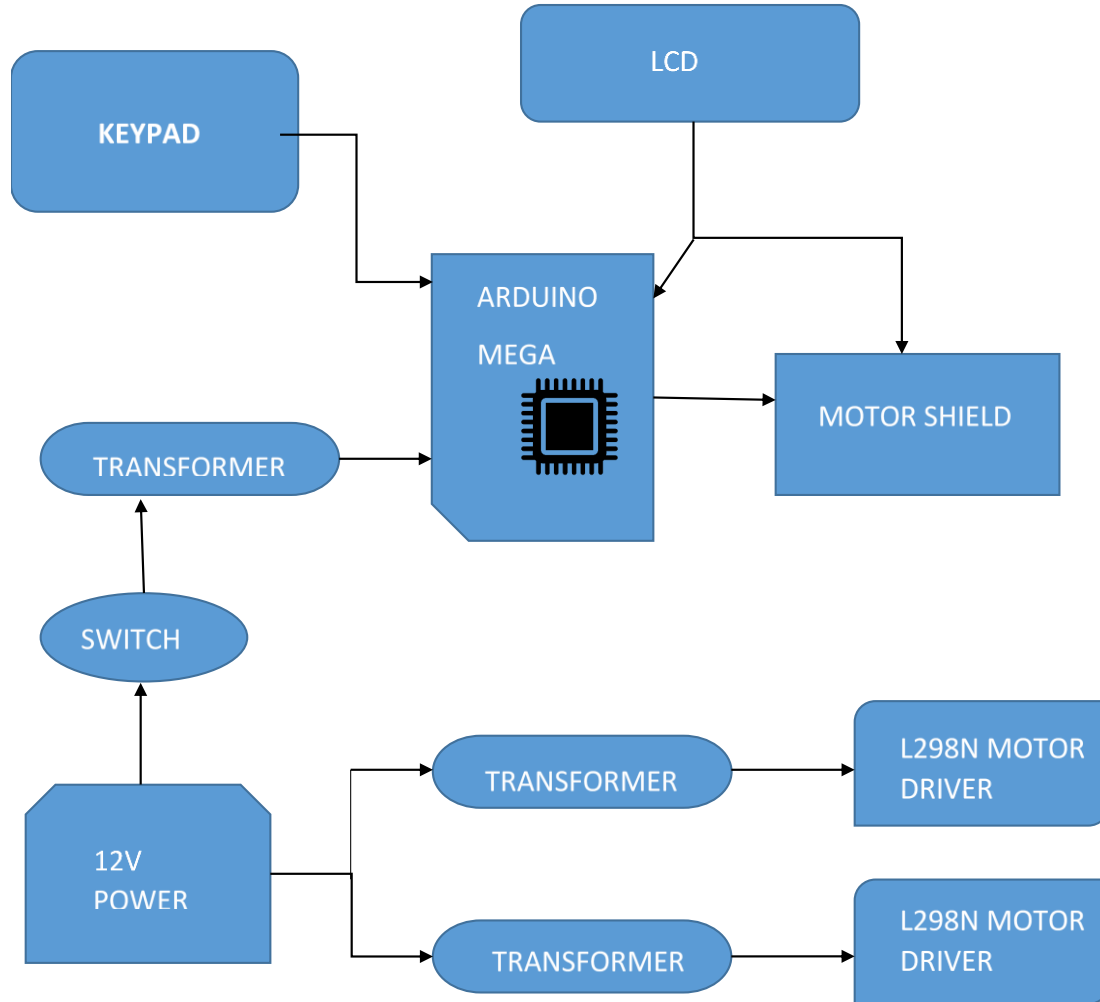 LCD
KEYPAD
ARDUINO
MEGA
MOTOR SHIELD
TRANSFORMER
SWITCH
L298N MOTOR
DRIVER
TRANSFORMER
12V
POWER
L298N MOTOR
DRIVER
TRANSFORMER